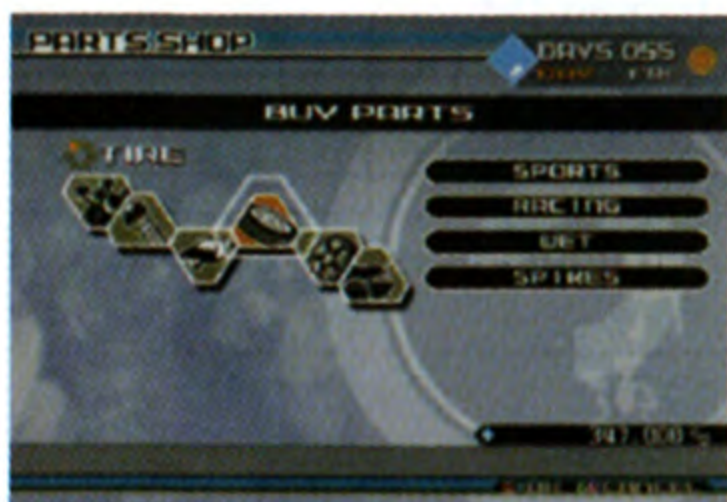 PARTS SHOP
DAYS 055
BUY PARTS
TIRE
SPORTS
RACING
WET
SPIKES